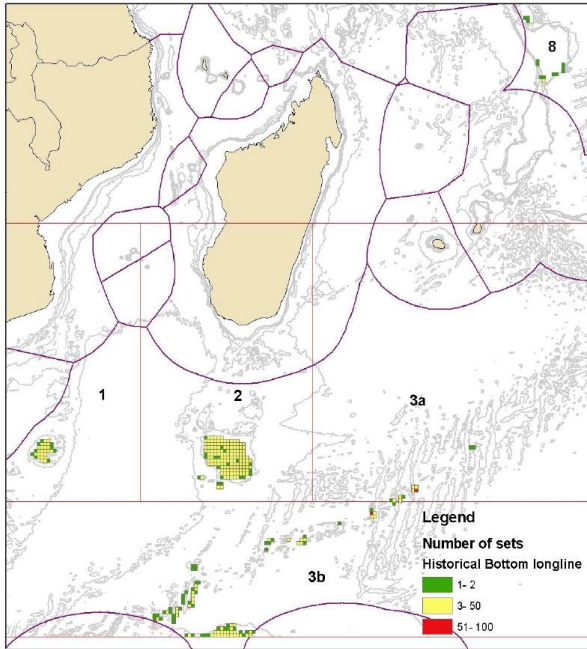 8
1
2
3a
3b
Legend
Number of sets
Historical Bottom longline
1- 2
3- 50
51- 100